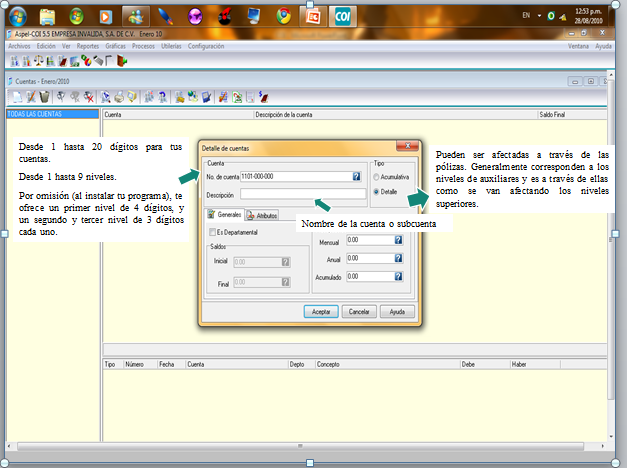 EN
12:53 p.m.
28/08/2010
COI
Aspel-COI 5.5 EMPRESA INVALIDA, S.A. DE C.V. Enero 10
Archivos Edición Ver Reportes Gráficas Procesos Utilerías Configuración Ventana Ayuda
Cuentas - Enero/2010
TODAS LAS CUENTAS
Cuenta Descripción de la cuenta Saldo Final
Desde 1 hasta 20 dígitos para tus
cuentas.
Desde 1 hasta 9 niveles.
Por omisión (al instalar tu programa), te
ofrece un primer nivel de 4 dígitos, y
un segundo y tercer nivel de 3 dígitos
cada uno.
Detalle de cuentas
Cuenta
No. de cuenta 1101-000-000 ?
Descripción
Tipo
Acumulativa
Detalle
Generales Atributos
Nombre de la cuenta o subcuenta
Es Departamental
Saldos
Inicial 0.00 ?
Final 0.00 ?
Mensual 0.00 ?
Anual 0.00 ?
Acumulado 0.00 ?
Aceptar Cancelar Ayuda
Pueden ser afectadas a través de las
pólizas. Generalmente corresponden a los
niveles de auxiliares y es a través de ellas
como se van afectando los niveles
superiores.
Tipo Número Fecha Cuenta Depto Concepto Debe Haber